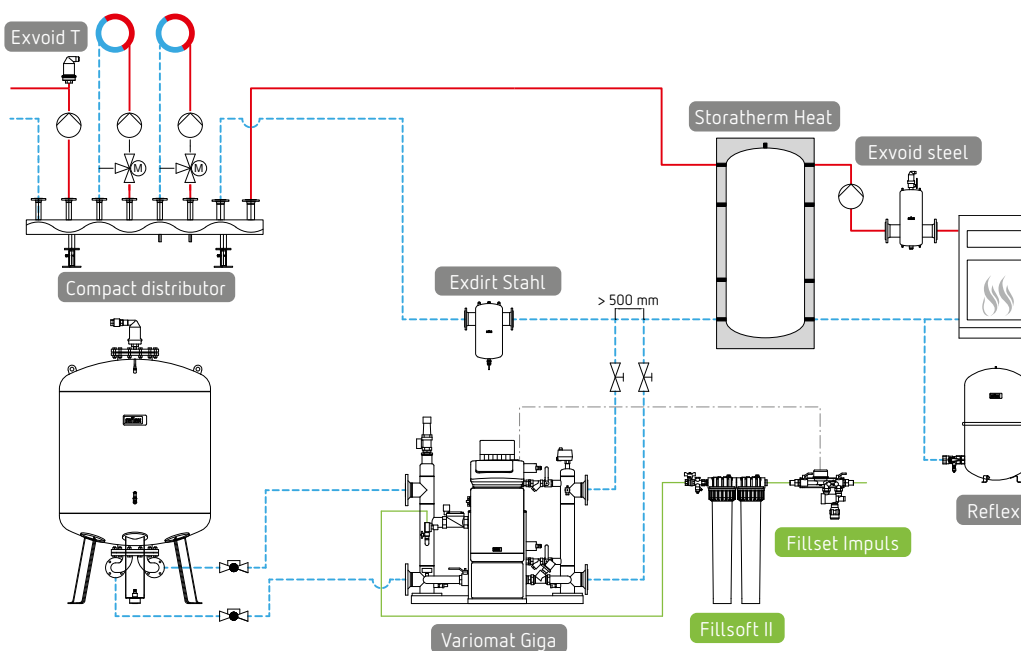 Exvoid T
Storatherm Heat
Exvoid steel
M
M
Compact distributor
Exdirt Stahl
> 500 mm
Reflex
Fillset Impuls
Fillsoft II
Variomat Giga